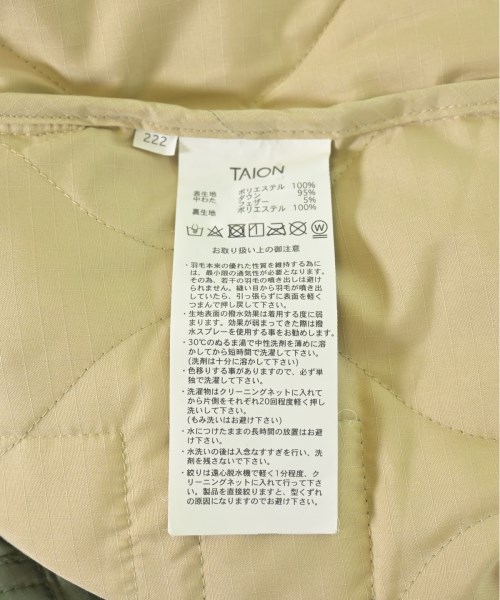 222
TAION
表生地 ポリエステル 100%
中わた ダウン 95%
フェザー 5%
裏生地 ポリエステル 100%
W
お取り扱い上の御注意
・羽毛本来の優れた性質を維持する為に
は、最小限の通気性が必要となります。
その為、若干の羽毛の噴き出しは避け
られません。縫い目から羽毛が噴き出
していたら、引っ張らずに表面を軽く
つまんで押し戻して下さい。
・生地表面の撥水効果は着用する度に弱
まります。効果が弱まってきた際は撥
水スプレーを使用する事をお勧めします。
・30℃のぬるま湯で中性洗剤を薄めに溶
かしてから短時間で洗濯して下さい。
(洗剤は十分に溶かして下さい)
・色移りする事がありますので、必ず単
独で洗濯して下さい。
・洗濯物はクリーニングネットに入れて
から片側をそれぞれ20回程度軽く押し
洗いして下さい。
(もみ洗いはお避け下さい)
・水につけたままの長時間の放置はお避
け下さい。
・水洗いの後は入念なすすぎを行い、洗
剤を残さないで下さい。
・絞りは遠心脱水機で軽く1分程度、ク
リーニングネットに入れて行って下さ
い。製品を直接絞りますと、型くずれ
の原因になりますのでお避け下さい。